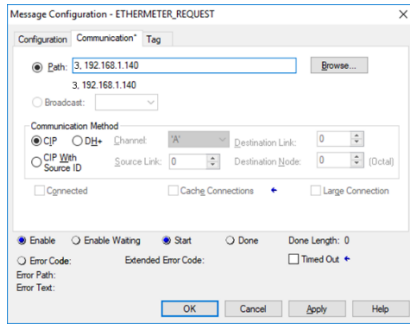 Message Configuration - ETHERMETER_REQUEST
Configuration Communication* Tag
Path: 3, 192.168.1.140 Browse...
3, 192.168.1.140
Broadcast:
Communication Method
CIP DH+ Channel: 'A' Destination Link: 0
CIP With Source ID Source Link: 0 Destination Node: 0 (Octal)
Connected Cache Connections ← Large Connection
Enable Enable Waiting Start Done Done Length: 0
Error Code: Extended Error Code: Timed Out ←
Error Path:
Error Text:
OK Cancel Apply Help